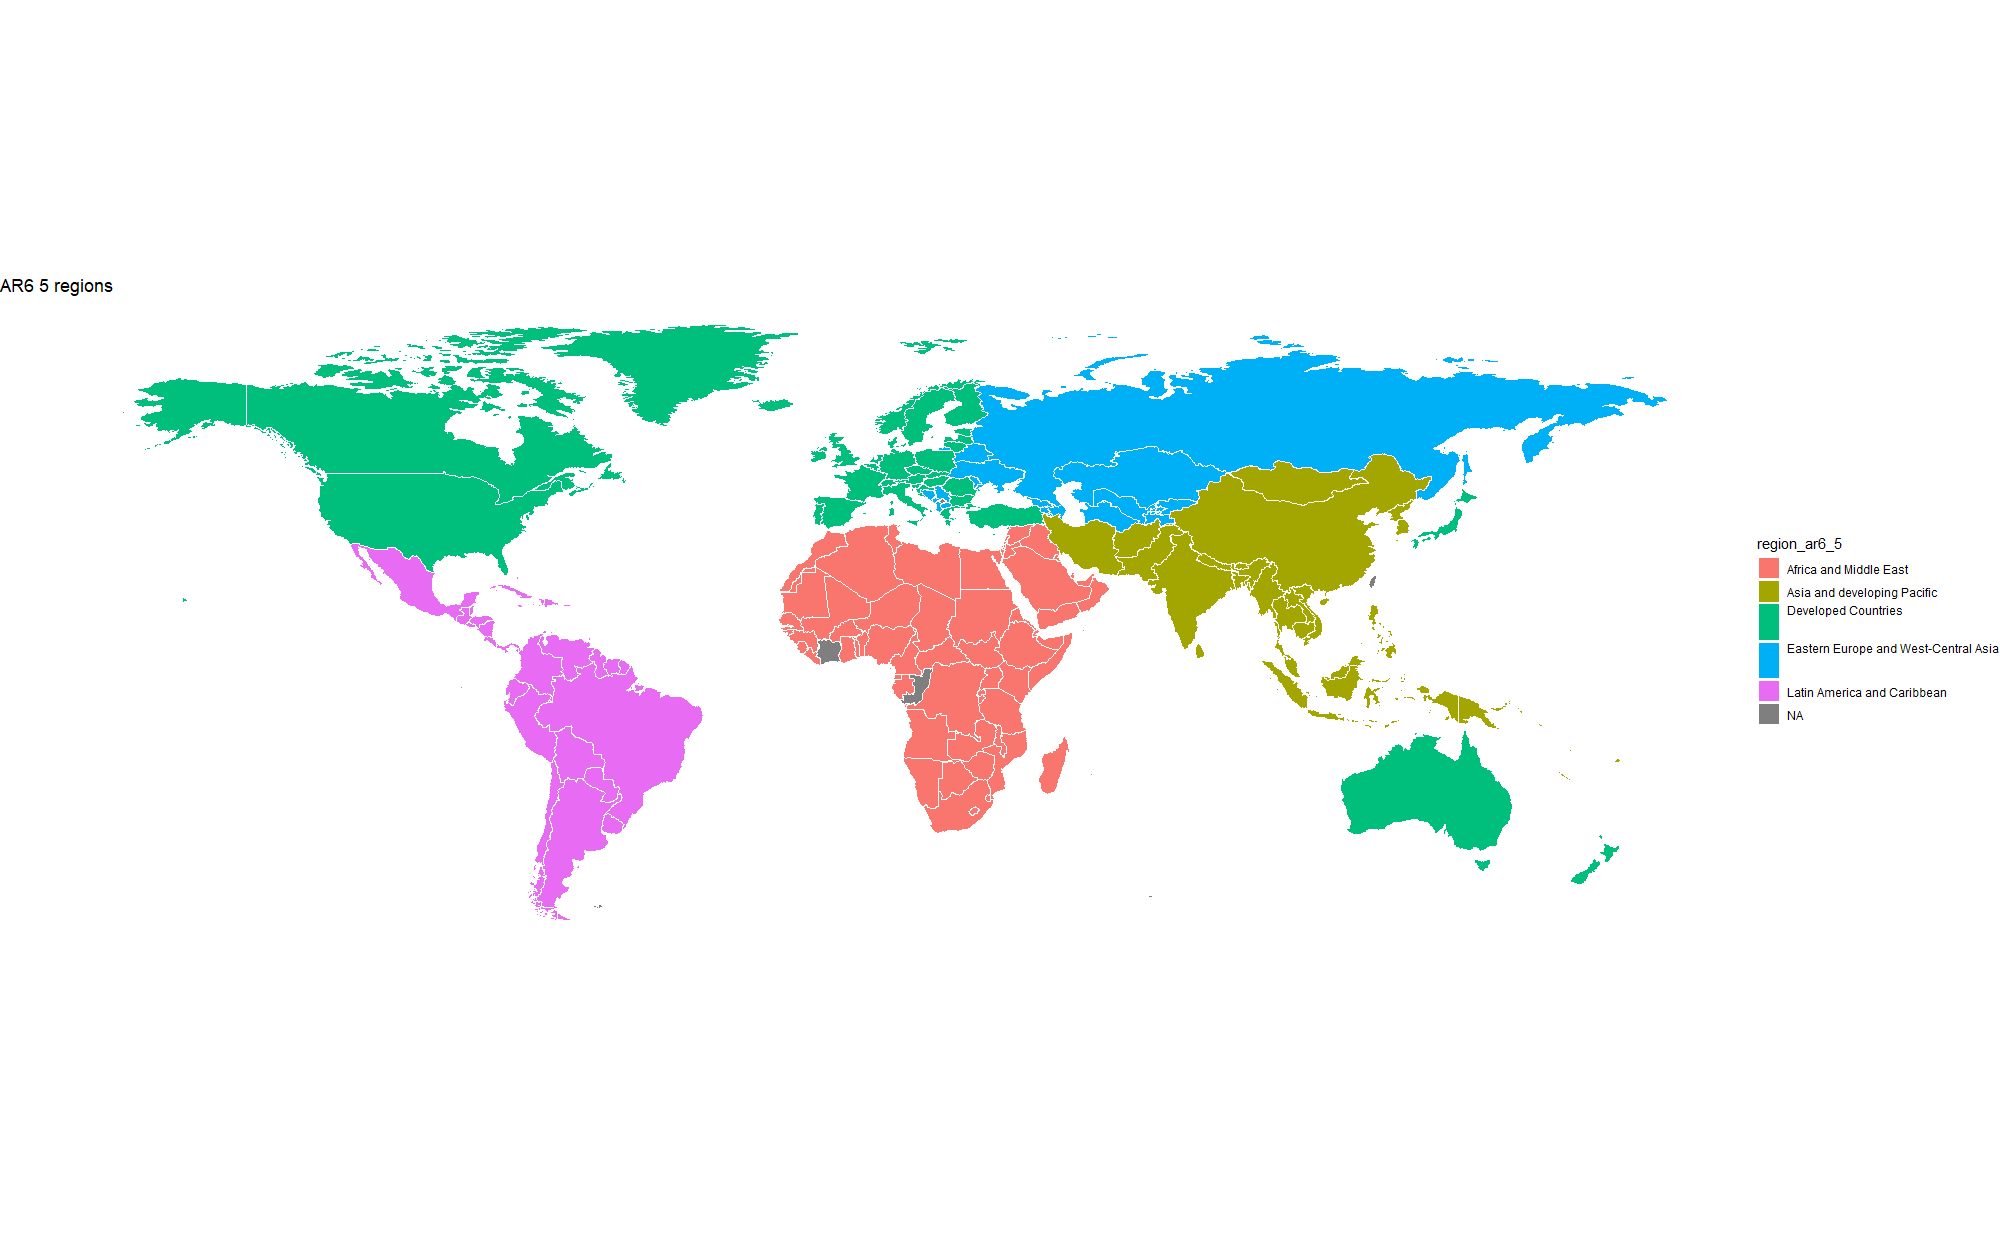 AR6 5 regions
region_ar6_5
Africa and Middle East
Asia and developing Pacific
Developed Countries
Eastern Europe and West-Central Asia
Latin America and Caribbean
NA